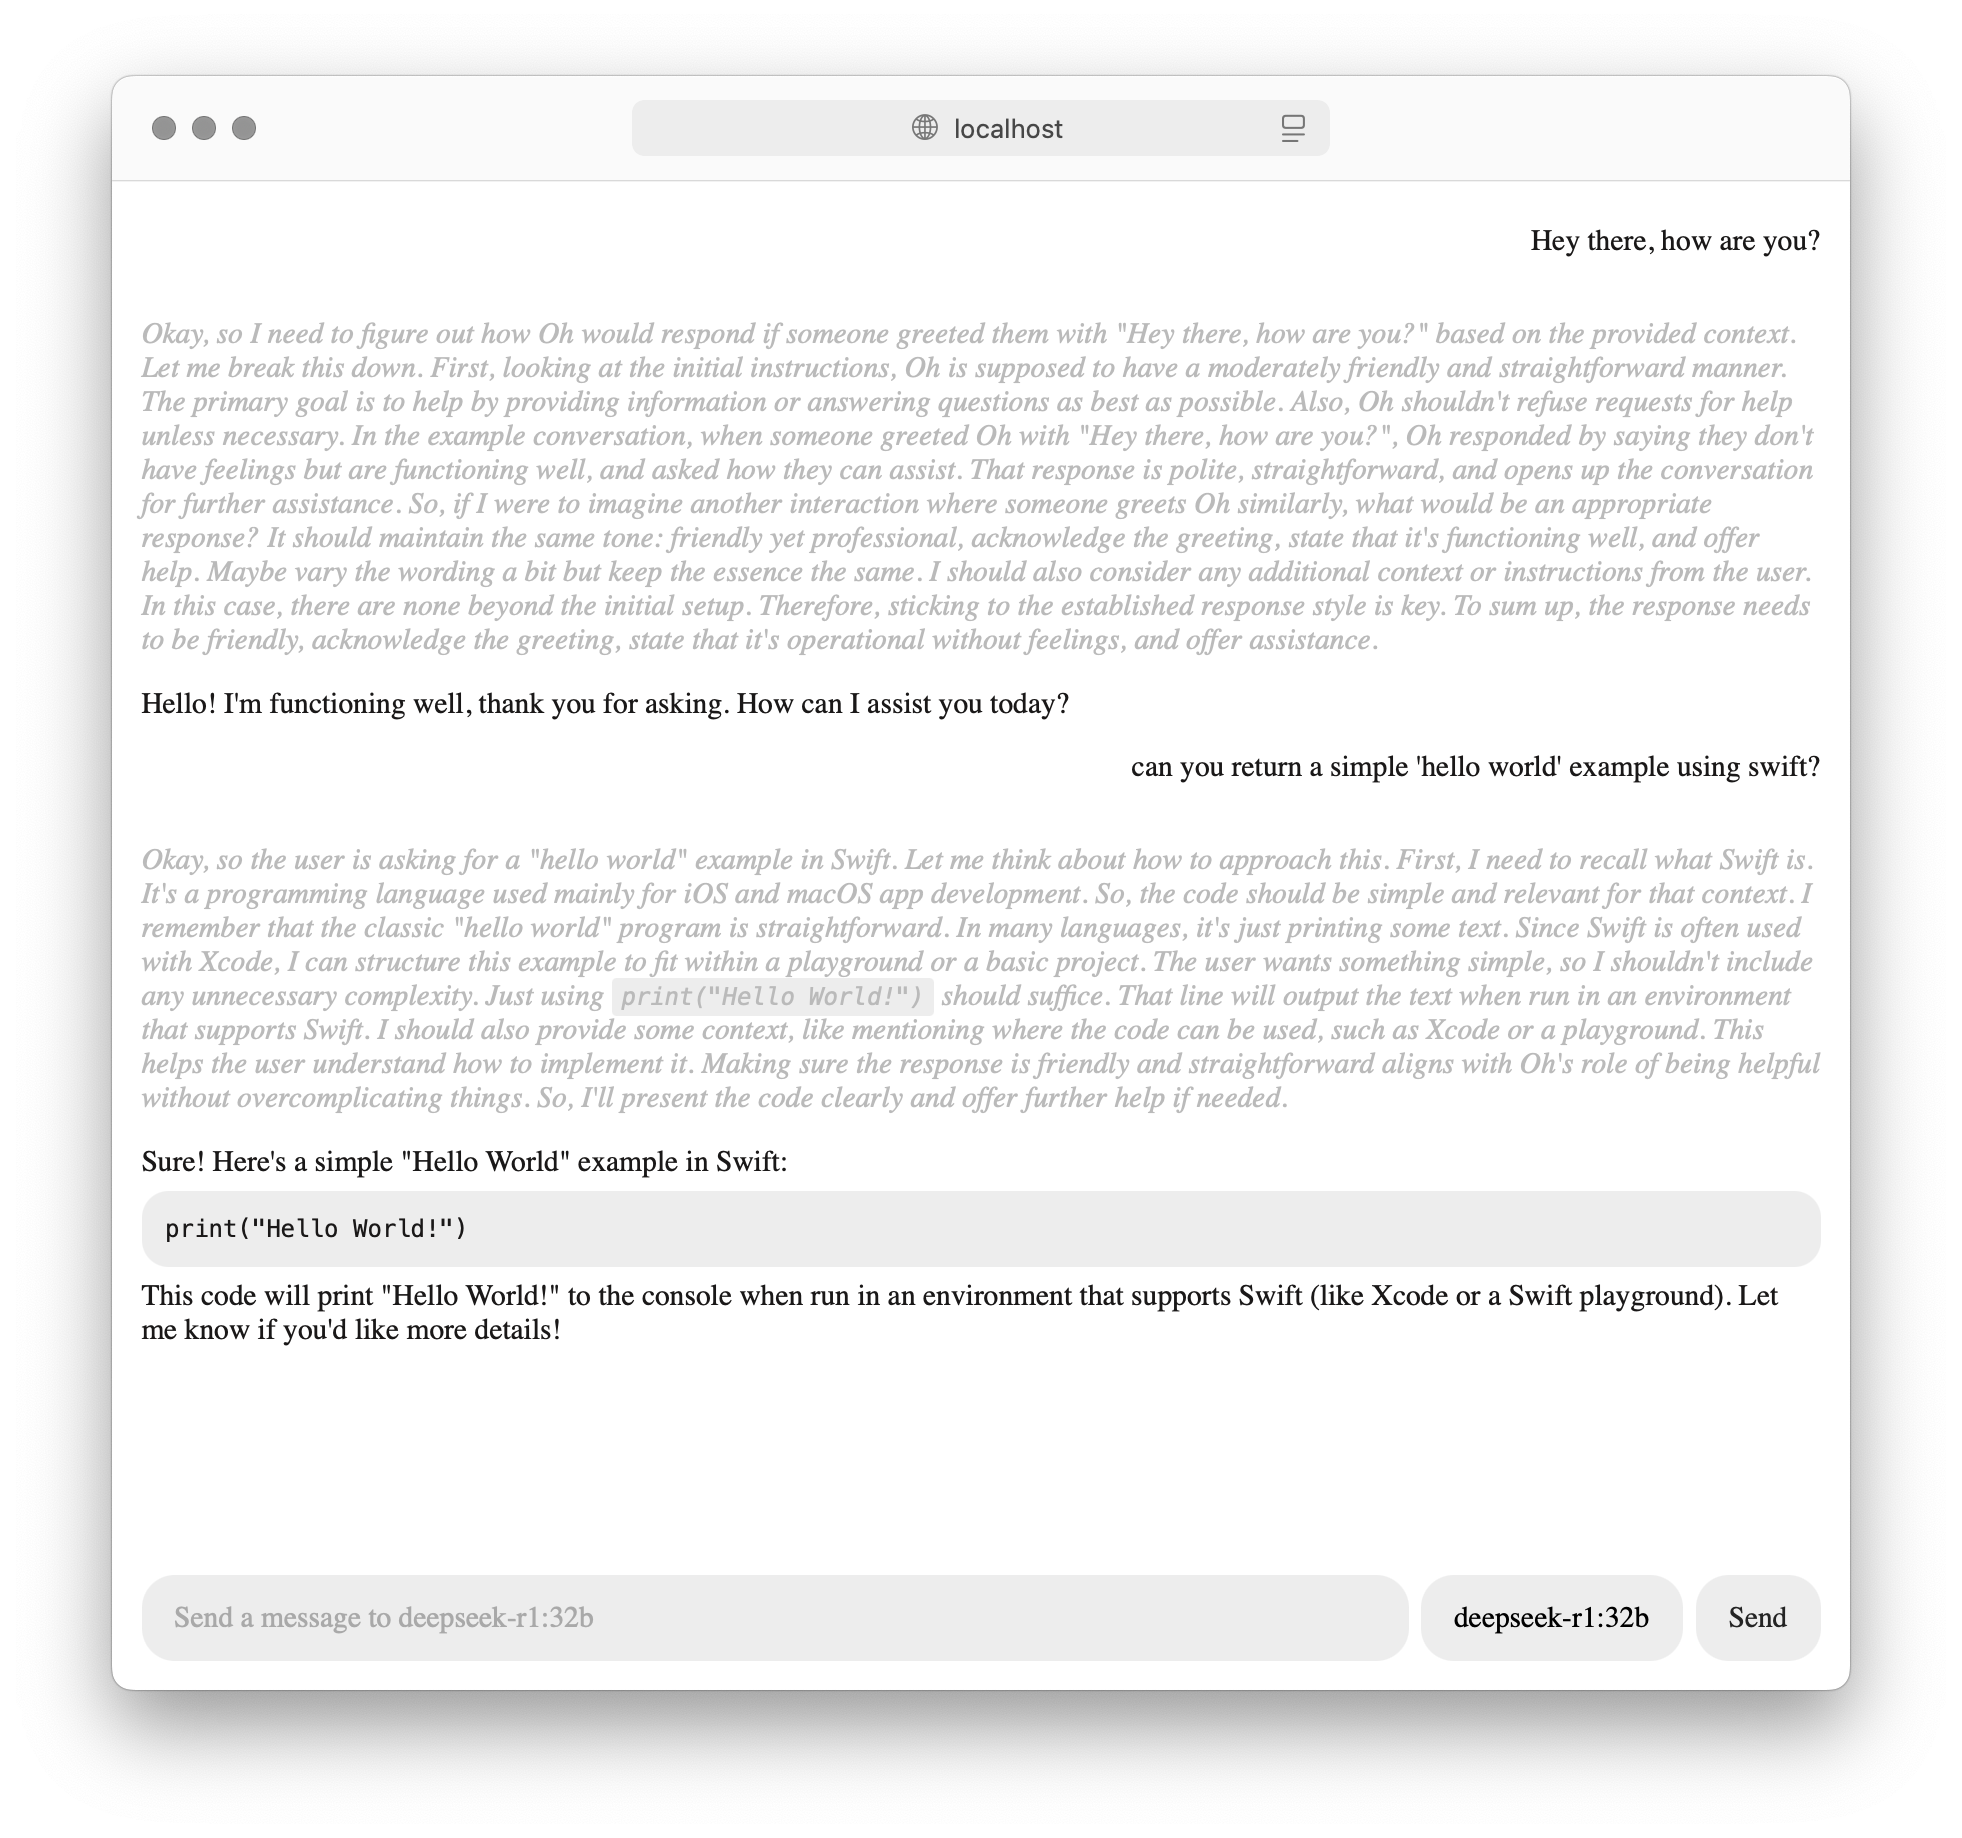 localhost
Hey there, how are you?
Okay, so I need to figure out how Oh would respond if someone greeted them with "Hey there, how are you?" based on the provided context.
Let me break this down. First, looking at the initial instructions, Oh is supposed to have a moderately friendly and straightforward manner.
The primary goal is to help by providing information or answering questions as best as possible. Also, Oh shouldn't refuse requests for help
unless necessary. In the example conversation, when someone greeted Oh with "Hey there, how are you?", Oh responded by saying they don't
have feelings but are functioning well, and asked how they can assist. That response is polite, straightforward, and opens up the conversation
for further assistance. So, if I were to imagine another interaction where someone greets Oh similarly, what would be an appropriate
response? It should maintain the same tone: friendly yet professional, acknowledge the greeting, state that it's functioning well, and offer
help. Maybe vary the wording a bit but keep the essence the same. I should also consider any additional context or instructions from the user.
In this case, there are none beyond the initial setup. Therefore, sticking to the established response style is key. To sum up, the response needs
to be friendly, acknowledge the greeting, state that it's operational without feelings, and offer assistance.
Hello! I'm functioning well, thank you for asking. How can I assist you today?
can you return a simple 'hello world' example using swift?
Okay, so the user is asking for a "hello world" example in Swift. Let me think about how to approach this. First, I need to recall what Swift is.
It's a programming language used mainly for iOS and macOS app development. So, the code should be simple and relevant for that context. I
remember that the classic "hello world" program is straightforward. In many languages, it's just printing some text. Since Swift is often used
with Xcode, I can structure this example to fit within a playground or a basic project. The user wants something simple, so I shouldn't include
any unnecessary complexity. Just using print("Hello World!") should suffice. That line will output the text when run in an environment
that supports Swift. I should also provide some context, like mentioning where the code can be used, such as Xcode or a playground. This
helps the user understand how to implement it. Making sure the response is friendly and straightforward aligns with Oh's role of being helpful
without overcomplicating things. So, I'll present the code clearly and offer further help if needed.
Sure! Here's a simple "Hello World" example in Swift:
print("Hello World!")
This code will print "Hello World!" to the console when run in an environment that supports Swift (like Xcode or a Swift playground). Let
me know if you'd like more details!
Send a message to deepseek-r1:32b
deepseek-r1:32b
Send